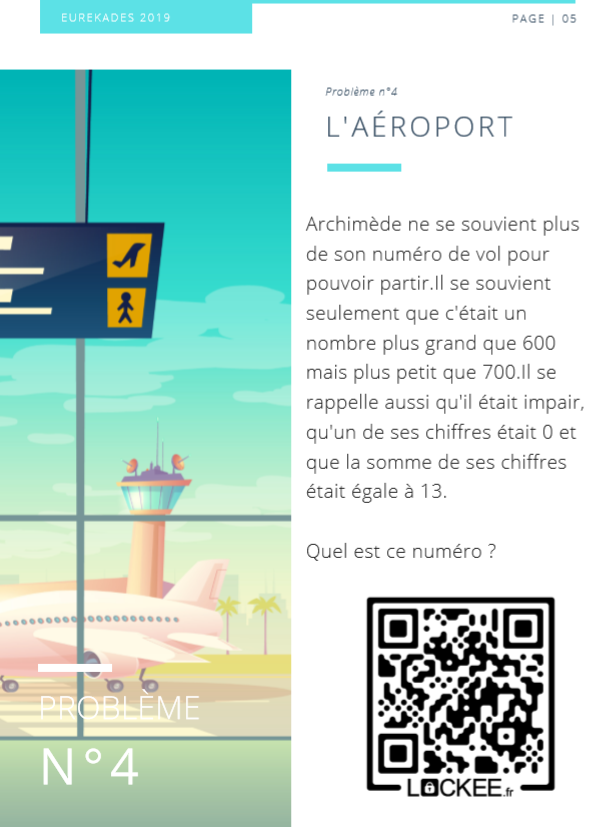 EUREKADES 2019
PAGE | 05
Problème n°4
L'AÉROPORT
Archimède ne se souvient plus
de son numéro de vol pour
pouvoir partir.Il se souvient
seulement que c'était un
nombre plus grand que 600
mais plus petit que 700.Il se
rappelle aussi qu'il était impair,
qu'un de ses chiffres était 0 et
que la somme de ses chiffres
était égale à 13.
Quel est ce numéro ?
PROBLÈME
N°4
LOCKEE.fr